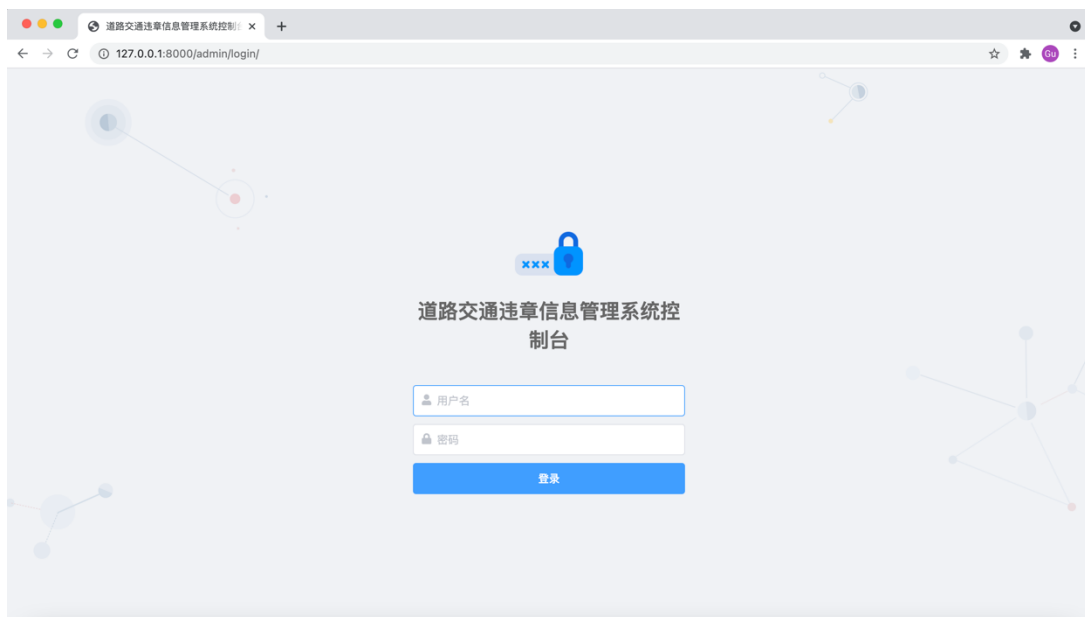 道路交通违章信息管理系统控制
127.0.0.1:8000/admin/login/
Gu
xxx
道路交通违章信息管理系统控
制台
用户名
密码
登录